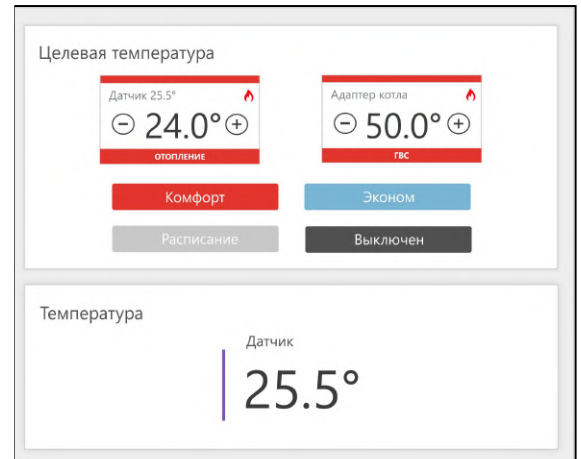 Целевая температура
Датчик 25.5°
24.0°
ОТОПЛЕНИЕ
Адаптер котла
50.0°
ГВС
Комфорт
Эконом
Расписание
Выключен
Температура
Датчик
25.5°